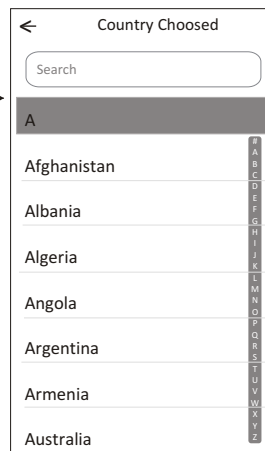 Country Choosed
Search
A
Afghanistan
Albania
Algeria
Angola
Argentina
Armenia
Australia
#
A
B
C
D
E
F
G
H
I
J
K
L
M
N
O
P
Q
R
S
T
U
V
W
X
Y
Z